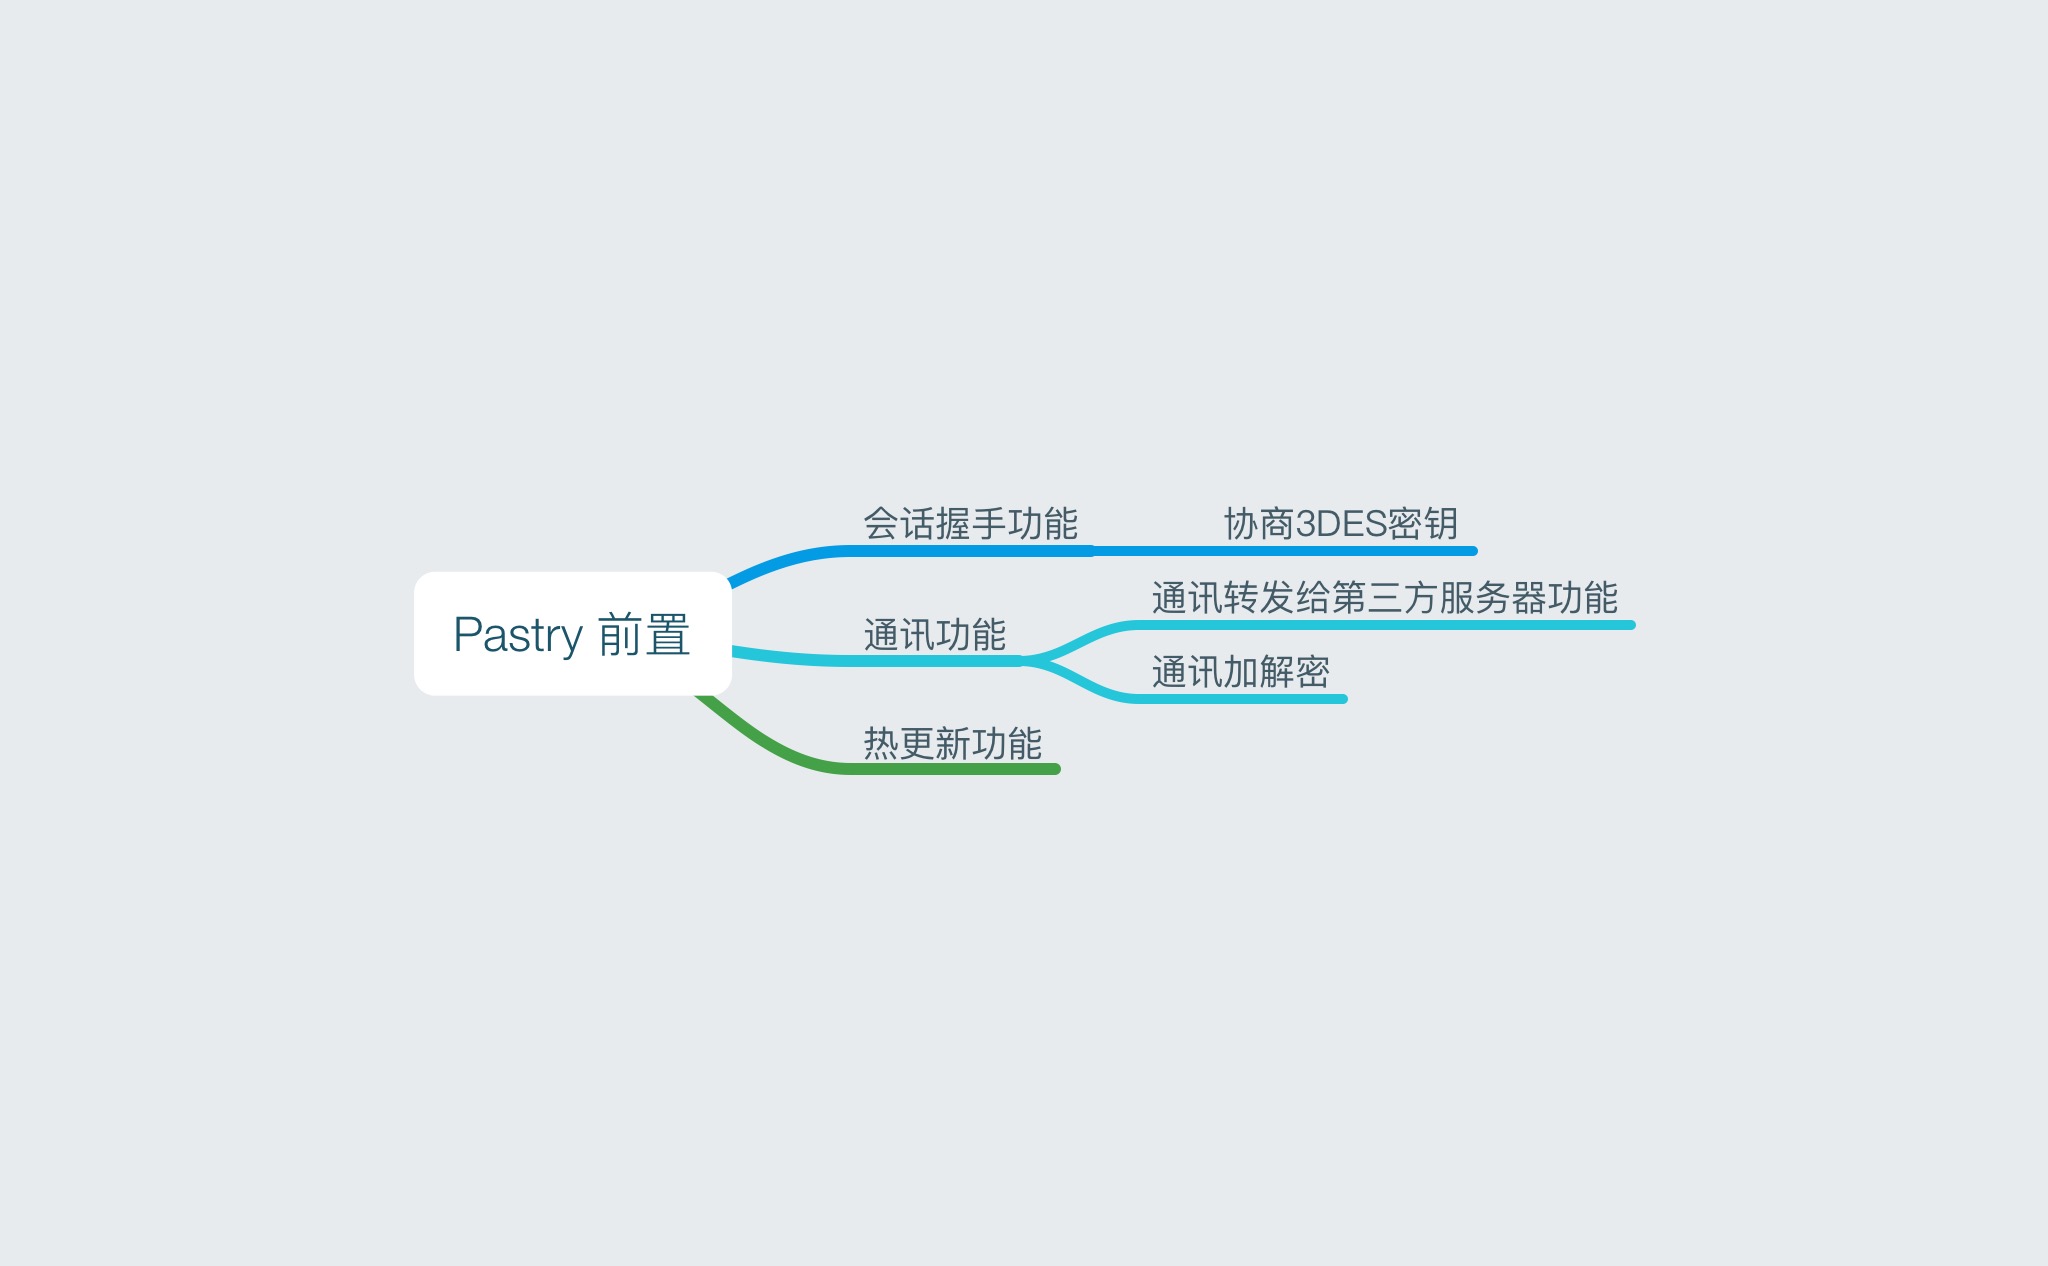 Pastry 前置
会话握手功能
协商3DES密钥
通讯功能
通讯转发给第三方服务器功能
通讯加解密
热更新功能